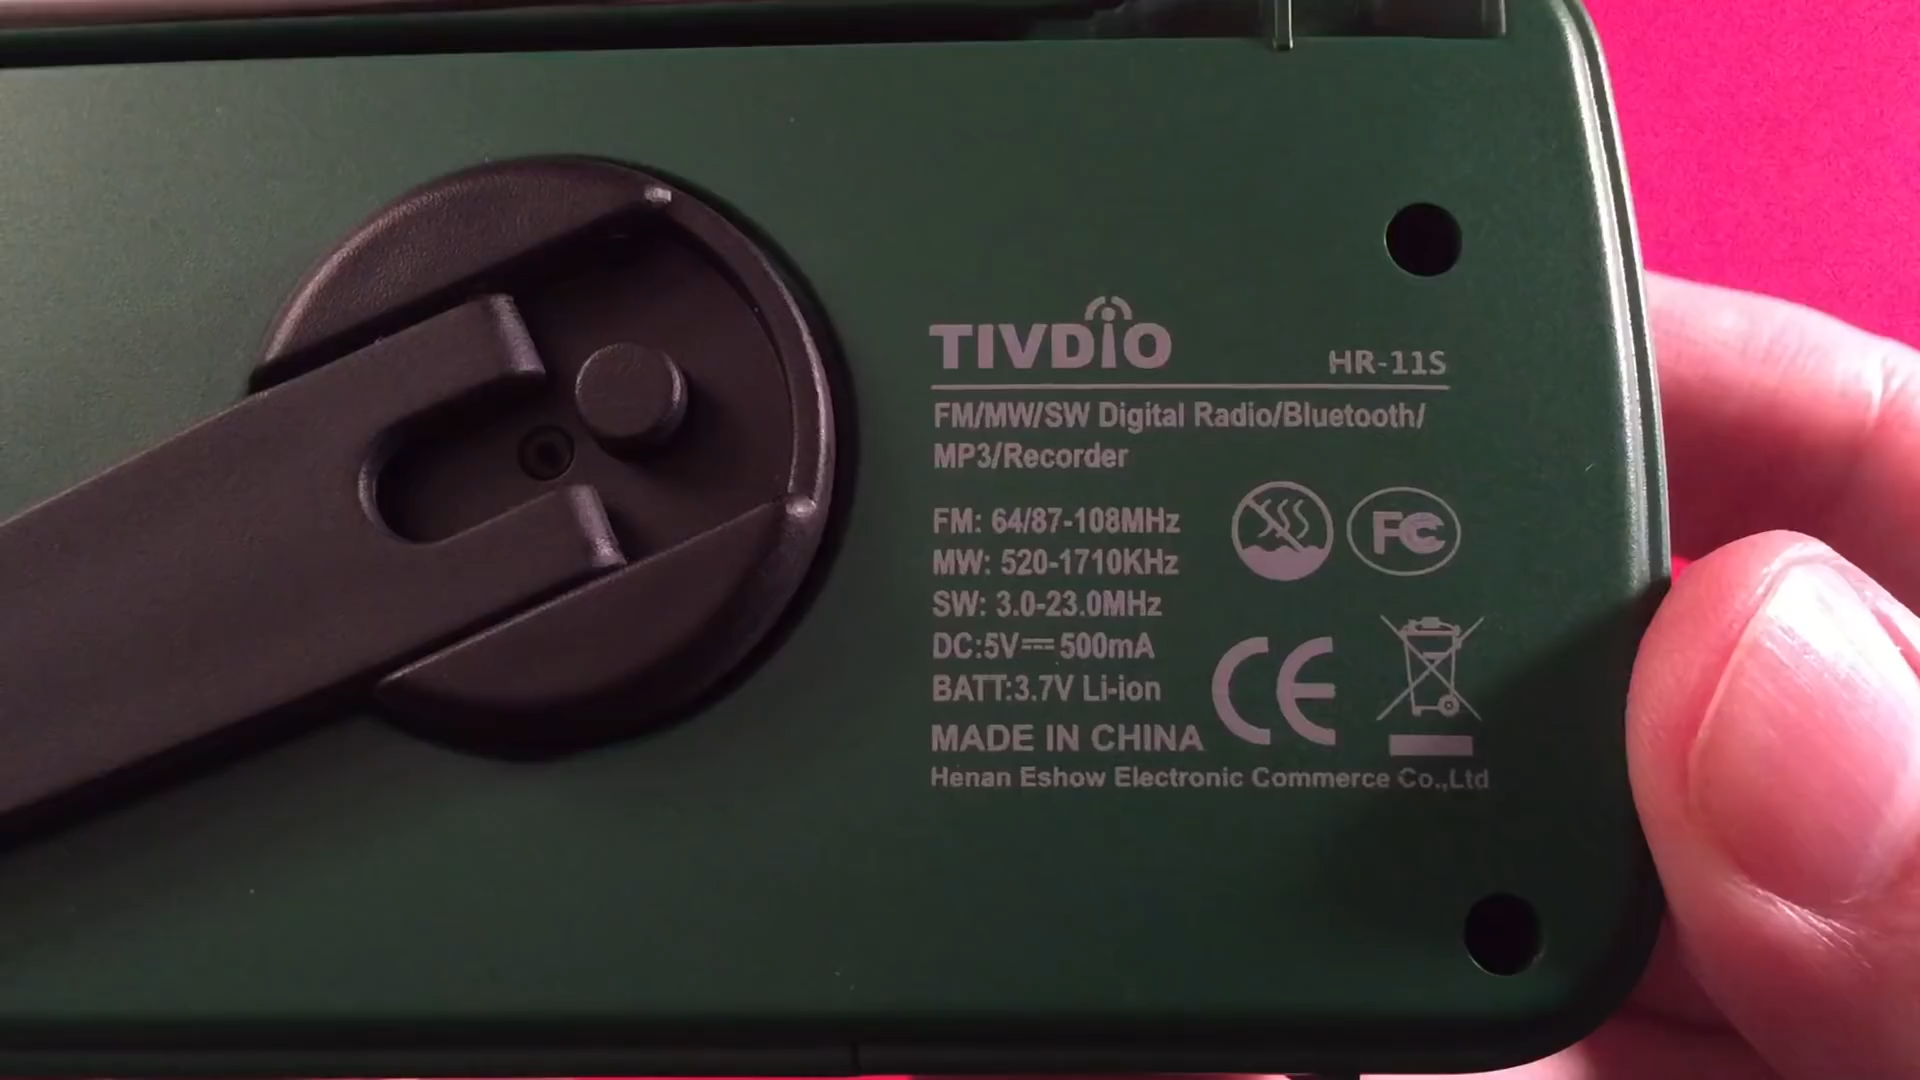 TIVDIO
HR-11S
FM/MW/SW Digital Radio/Bluetooth/
MP3/Recorder
FM: 64/87-108MHz
MW: 520-1710KHz
SW: 3.0-23.0MHz
DC:5V⎓500mA
BATT:3.7V Li-ion
MADE IN CHINA
Henan Eshow Electronic Commerce Co.,Ltd
FC
CE